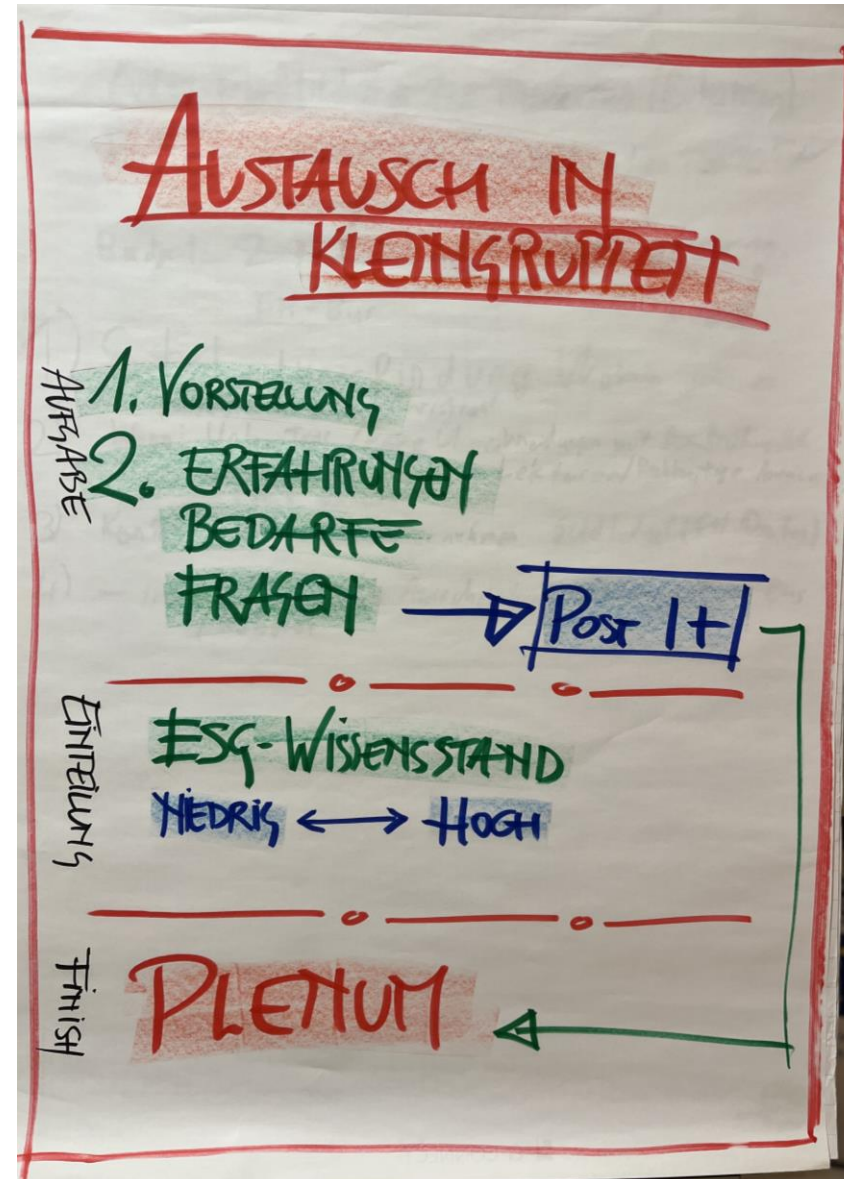 AUSTAUSCH IN
KLEINGRUPPEN
AUFGABE
1. VORSTELLUNG
2. ERFAHRUNGEN
BEDARFE
FRAGEN
POST IT
EINTEILUNG
ESG-WISSENSSTAND
NIEDRIG ↔ HOCH
FINISH
PLENUM